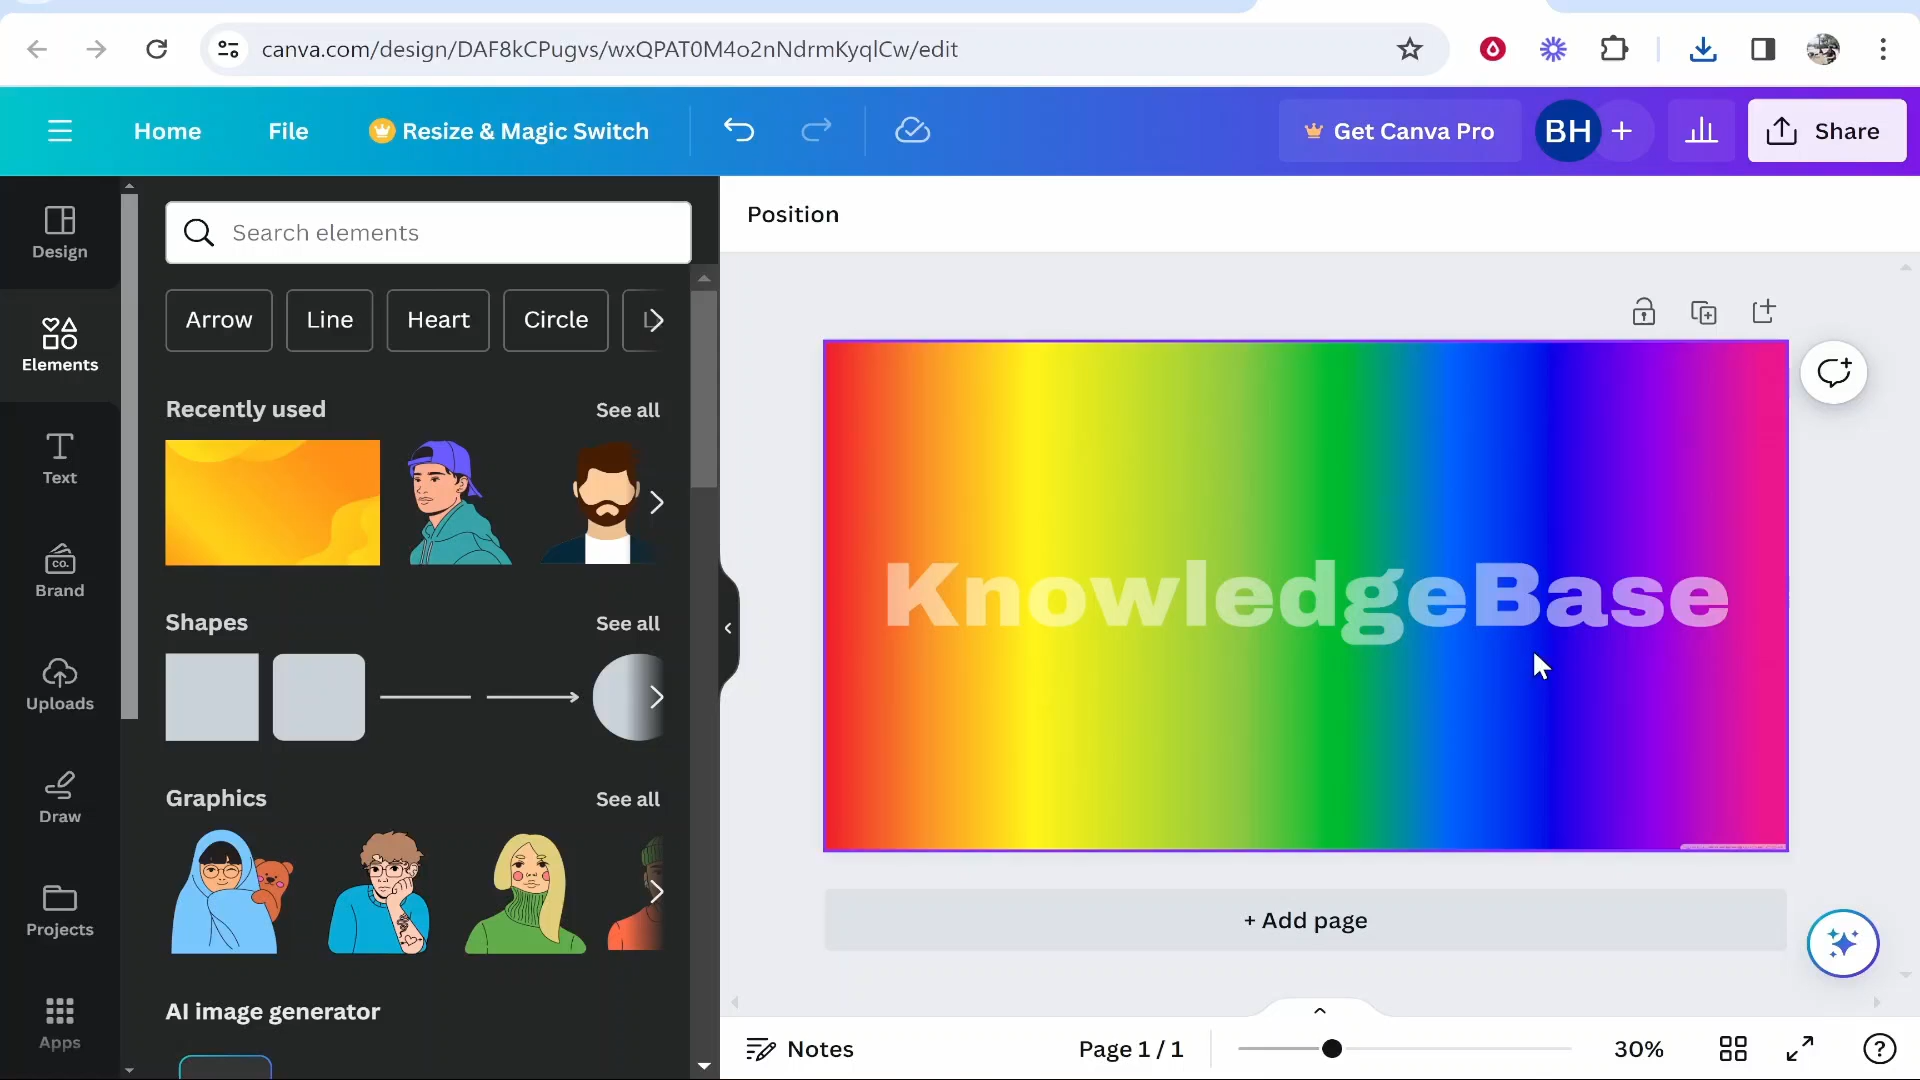 canva.com/design/DAF8kCPugvs/wxQPAT0M4o2nNdrmKyqlCw/edit
Home File Resize & Magic Switch Get Canva Pro BH + Share
Design
Elements
Text
Brand
CO.
Uploads
Draw
Projects
Apps
Search elements
Arrow Line Heart Circle
Recently used See all
Shapes See all
Graphics See all
AI image generator
Position
KnowledgeBase
+ Add page
Notes Page 1 / 1 30%